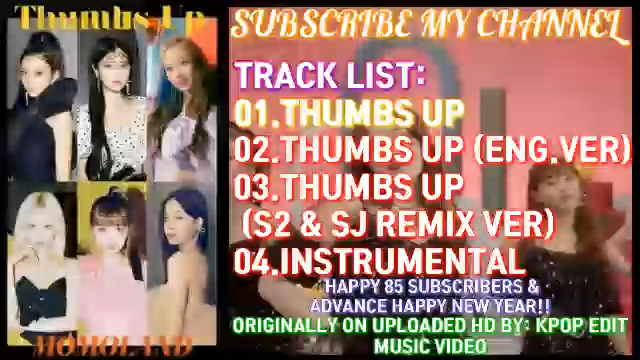 Thumbs Up
SUBSCRIBE MY CHANNEL
TRACK LIST:
01.THUMBS UP
02.THUMBS UP (ENG.VER)
03.THUMBS UP
(S2 & SJ REMIX VER)
04.INSTRUMENTAL
HAPPY 85 SUBSCRIBERS &
ADVANCE HAPPY NEW YEAR!!
ORIGINALLY ON UPLOADED HD BY: KPOP EDIT
MUSIC VIDEO
MOMOLAND